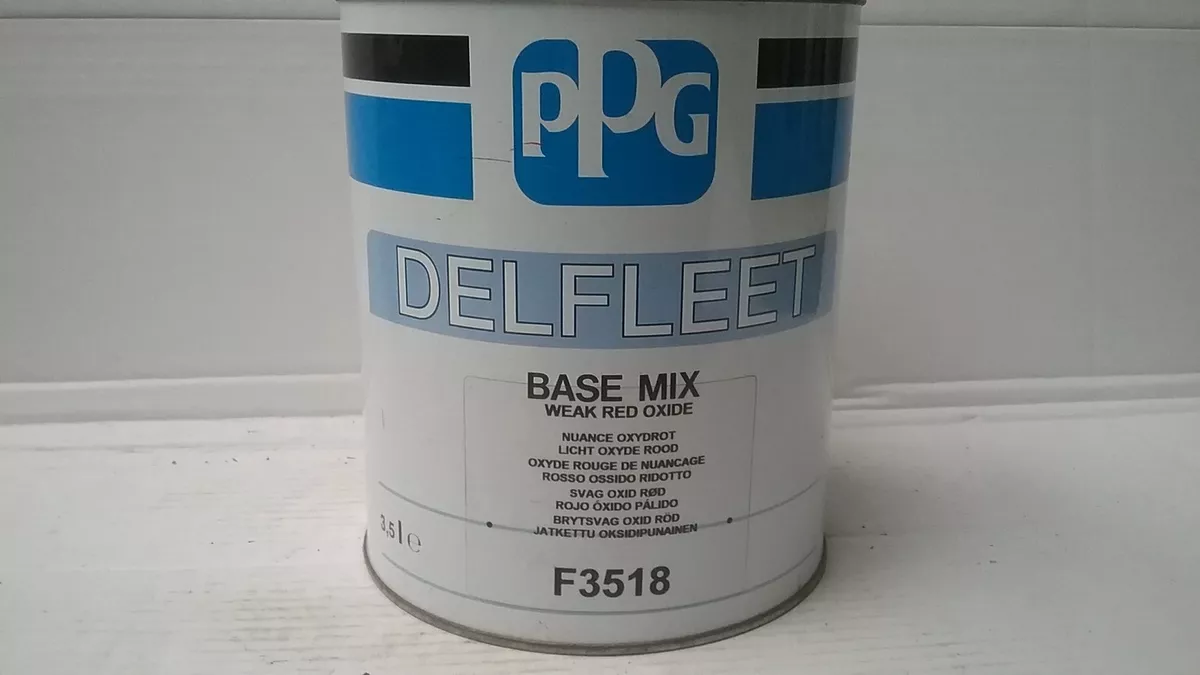 PPG
DELFLEET
BASE MIX
WEAK RED OXIDE
NUANCE OXYDROT
LICHT OXYDE ROOD
OXYDE ROUGE DE NUANCAGE
ROSSO OSSIDO RIDOTTO
SVAG OXID RØD
ROJO ÓXIDO PÁLIDO
BRYTSVAG OXID RÖD
JATKETTU OKSIDIPUNAINEN
3,5 l e
F3518